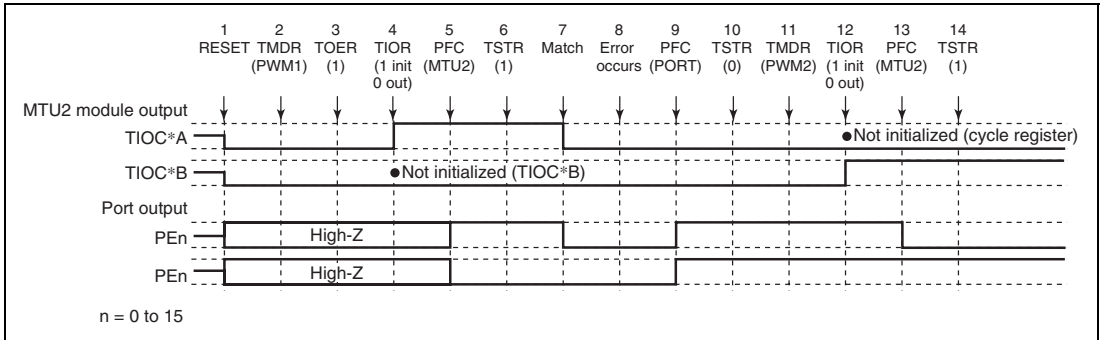 1 2 3 4 5 6 7 8 9 10 11 12 13 14
RESET TMDR TOER TIOR PFC TSTR Match Error PFC TSTR TMDR TIOR PFC TSTR
(PWM1) (1) (1 init (MTU2) (1) occurs (PORT) (0) (PWM2) (1 init (MTU2) (1)
0 out) 0 out)
MTU2 module output
TIOC*A ●Not initialized (cycle register)
TIOC*B ●Not initialized (TIOC*B)
Port output
PEn High-Z
PEn High-Z
n = 0 to 15